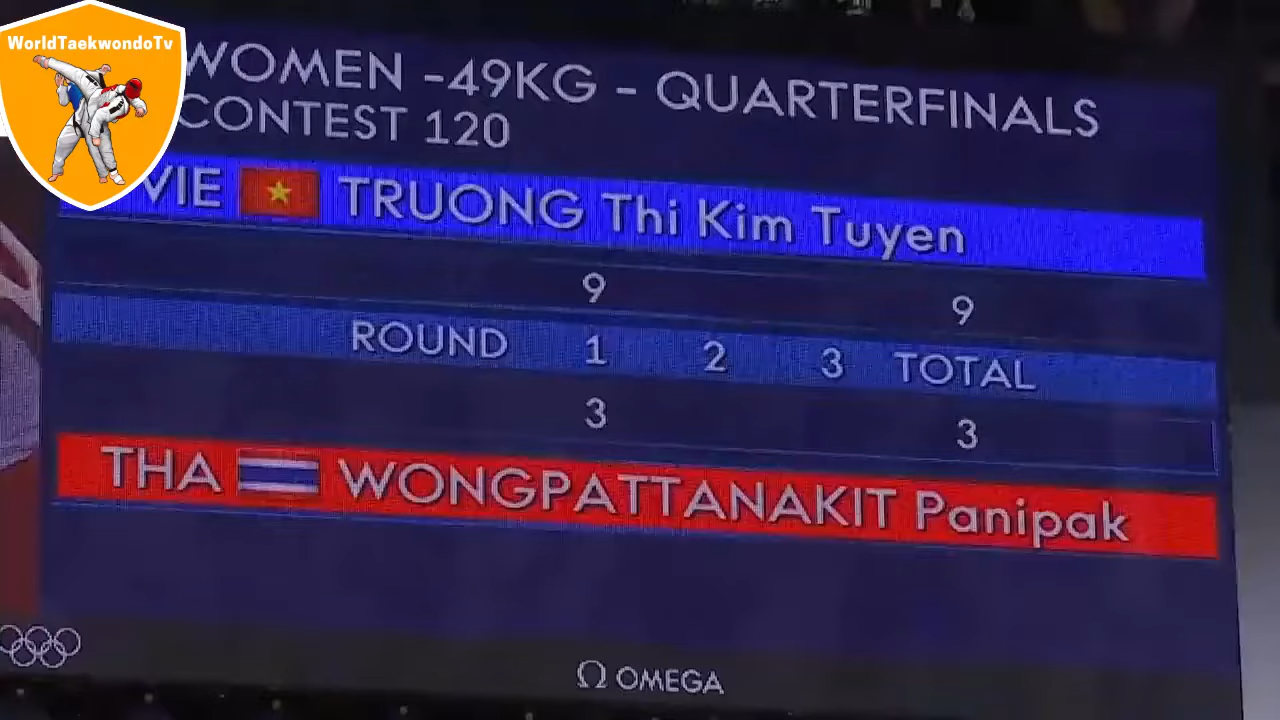 WorldTaekwondoTv
WOMEN -49KG - QUARTERFINALS
CONTEST 120
VIE TRUONG Thi Kim Tuyen
9 9
ROUND 1 2 3 TOTAL
3 3
THA WONGPATTANAKIT Panipak
Ω OMEGA